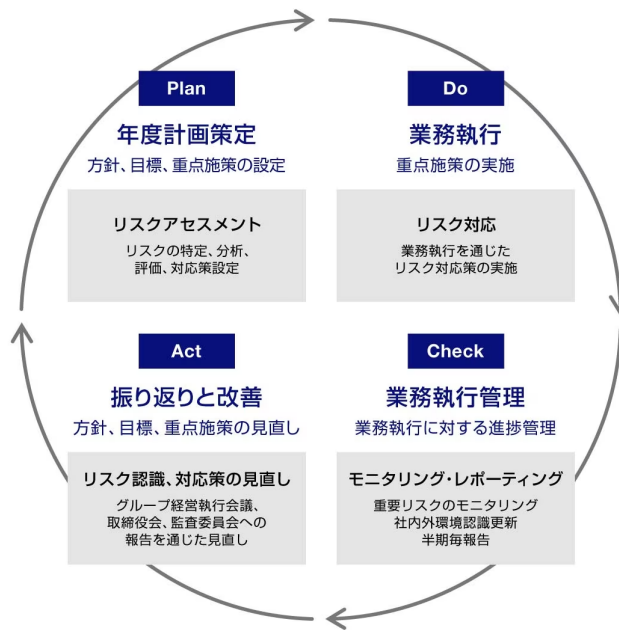 Plan
年度計画策定
方針、目標、重点施策の設定
リスクアセスメント
リスクの特定、分析、
評価、対応策設定
Do
業務執行
重点施策の実施
リスク対応
業務執行を通じた
リスク対応策の実施
Act
振り返りと改善
方針、目標、重点施策の見直し
リスク認識、対応策の見直し
グループ経営執行会議、
取締役会、監査委員会への
報告を通じた見直し
Check
業務執行管理
業務執行に対する進捗管理
モニタリング・レポーティング
重要リスクのモニタリング
社内外環境認識更新
半期毎報告